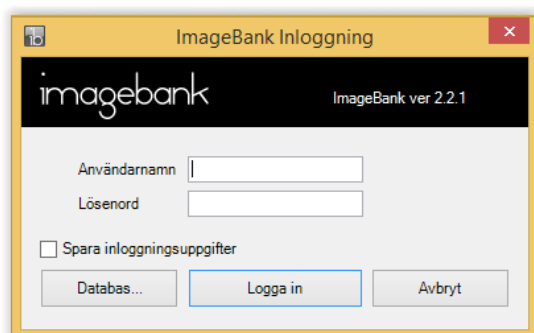 ImageBank Inloggning
imagebank
ImageBank ver 2.2.1
Användarnamn
Lösenord
Spara inloggningsuppgifter
Databas... Logga in Avbryt